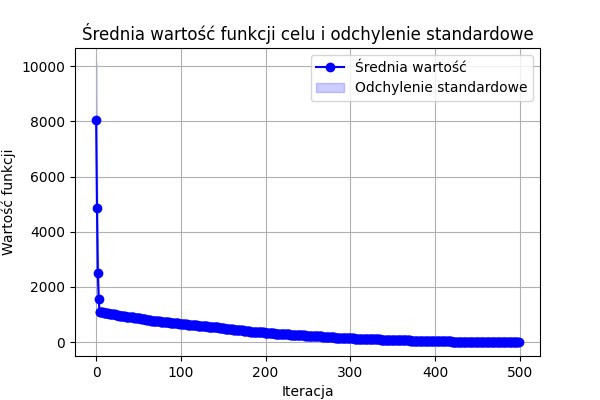 Średnia wartość funkcji celu i odchylenie standardowe
Średnia wartość
Odchylenie standardowe
Wartość funkcji
10000
8000
6000
4000
2000
0
0 100 200 300 400 500
Iteracja